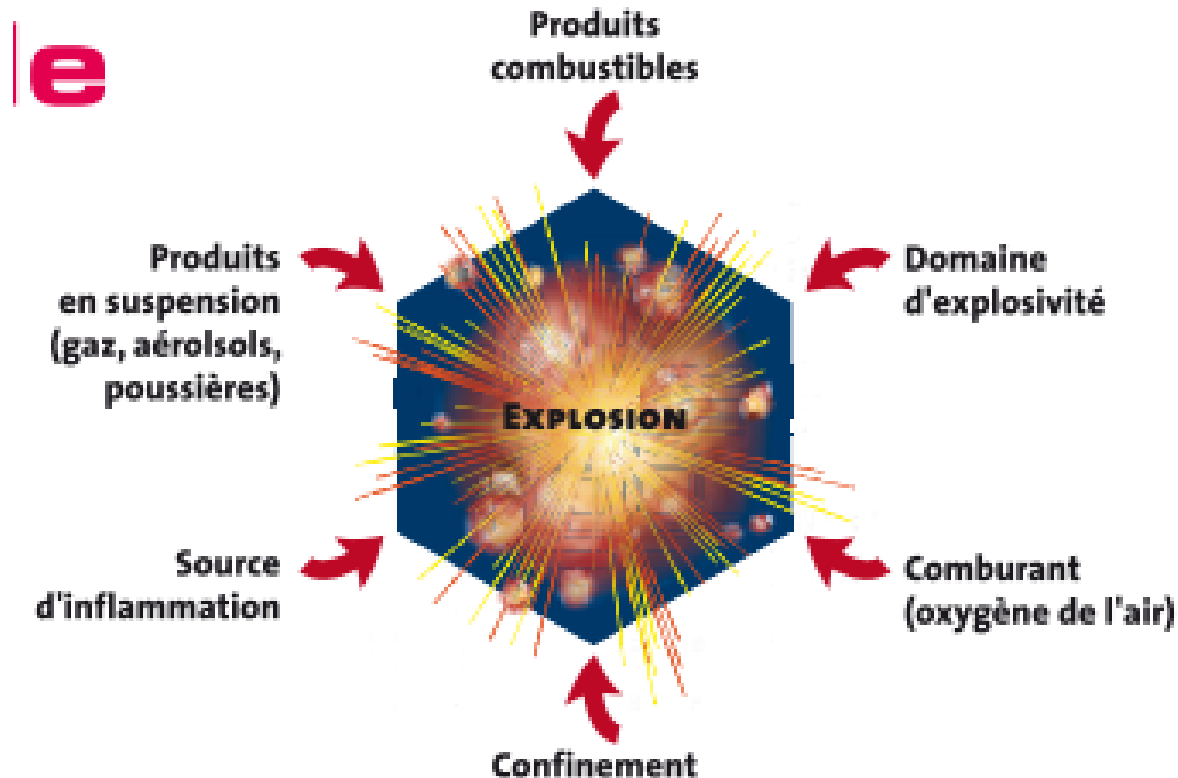 e
Produits
combustibles
Produits
en suspension
(gaz, aérolsols,
poussières)
Domaine
d'explosivité
EXPLOSION
Source
d'inflammation
Comburant
(oxygène de l'air)
Confinement